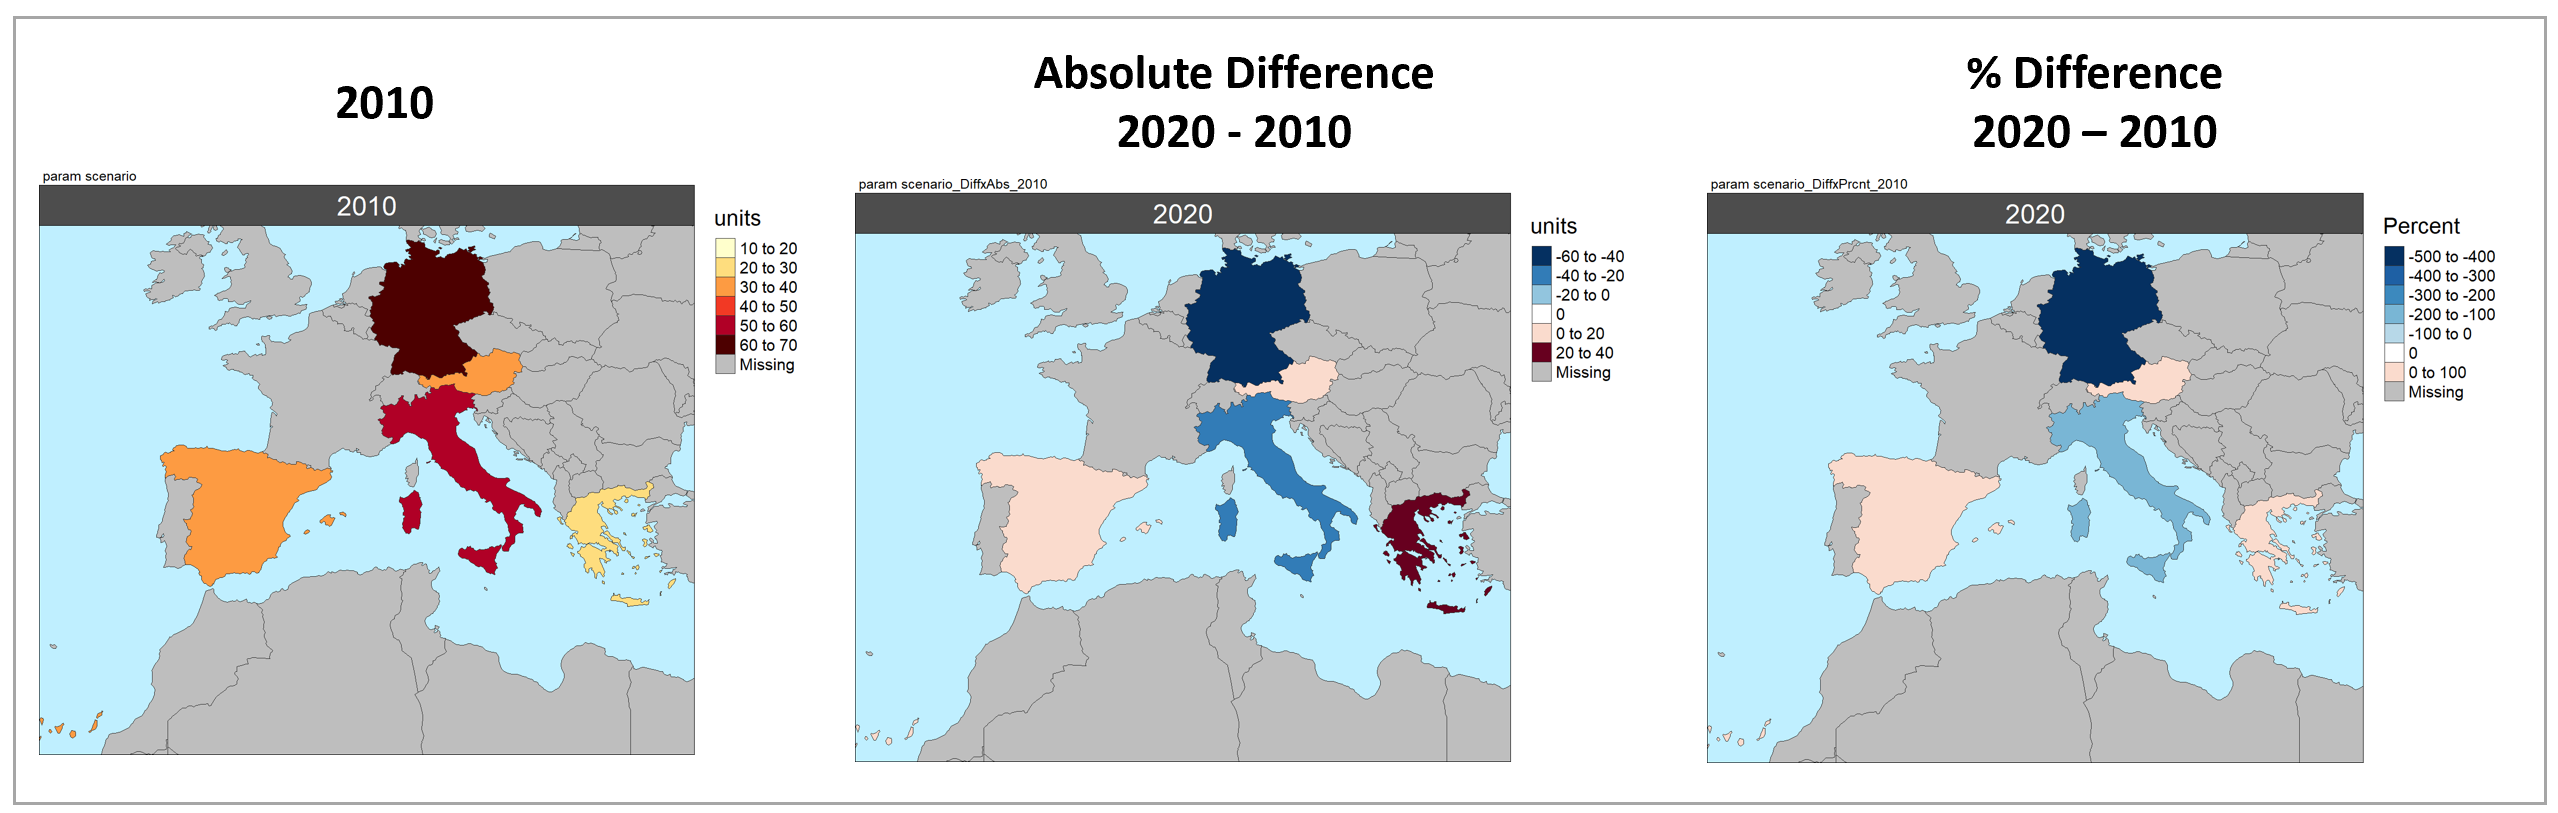 2010
Absolute Difference
2020 - 2010
% Difference
2020 – 2010
param scenario
2010
units
10 to 20
20 to 30
30 to 40
40 to 50
50 to 60
60 to 70
Missing
param scenario_DiffxAbs_2010
2020
units
-60 to -40
-40 to -20
-20 to 0
0
0 to 20
20 to 40
Missing
param scenario_DiffxPrcnt_2010
2020
Percent
-500 to -400
-400 to -300
-300 to -200
-200 to -100
-100 to 0
0
0 to 100
Missing